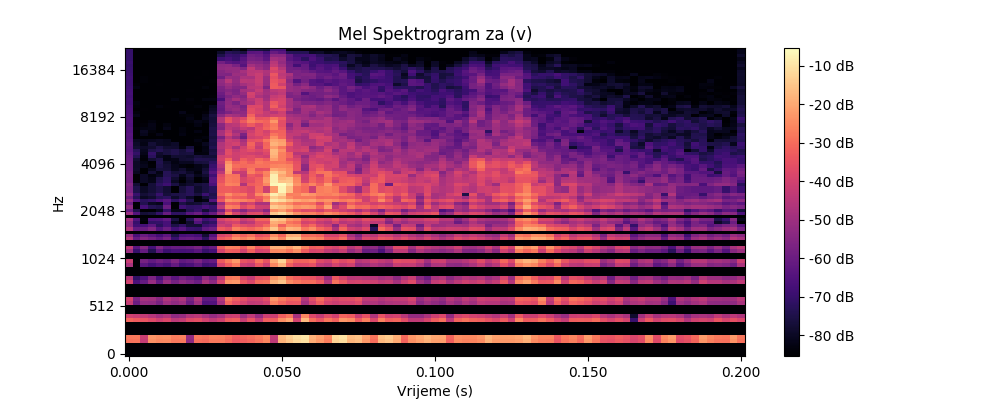 Mel Spektrogram za (v)
Hz
16384
8192
4096
2048
1024
512
0
0.000
0.050
0.100
0.150
0.200
Vrijeme (s)
-10 dB
-20 dB
-30 dB
-40 dB
-50 dB
-60 dB
-70 dB
-80 dB